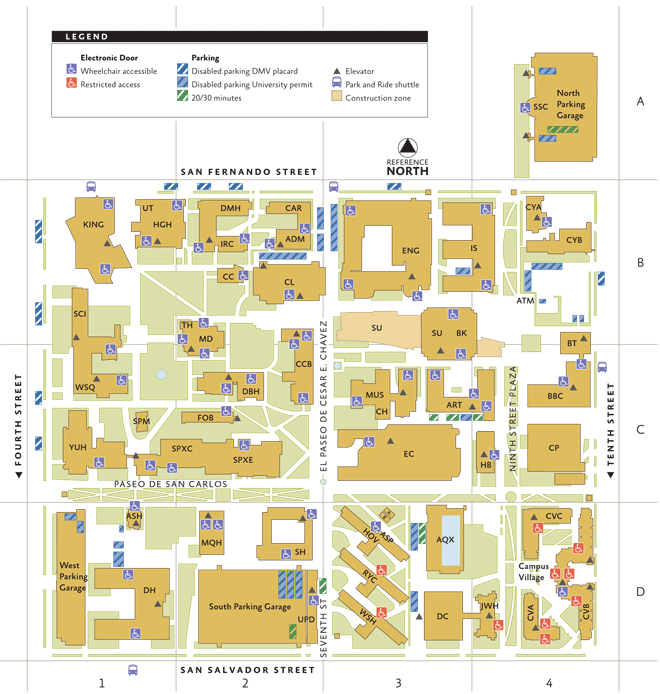 LEGEND
Electronic Door
Wheelchair accessible
Restricted access
Parking
Disabled parking DMV placard
Disabled parking University permit
20/30 minutes
Elevator
Park and Ride shuttle
Construction zone
REFERENCE
NORTH
SSC
North
Parking
Garage
A
SAN FERNANDO STREET
KING
UT
HGH
DMH
IRC
CAR
ADM
CC
CL
ENG
IS
CYA
CYB
ATM
B
SCI
TH
MD
SU
SU
BK
BT
CCB
WSQ
DBH
MUS
CH
ART
BBC
SPM
FOB
YUH
SPXC
SPXE
EC
HB
CP
C
FOURTH STREET
EL PASEO DE CESAR E. CHAVEZ
NINTH STREET PLAZA
TENTH STREET
PASEO DE SAN CARLOS
ASH
MQH
SH
HOV
ASP
AQX
CVC
West
Parking
Garage
DH
South Parking Garage
UPD
RYC
WSH
DC
JWH
Campus
Village
CVA
CVB
D
SEVENTH ST
SAN SALVADOR STREET
1
2
3
4